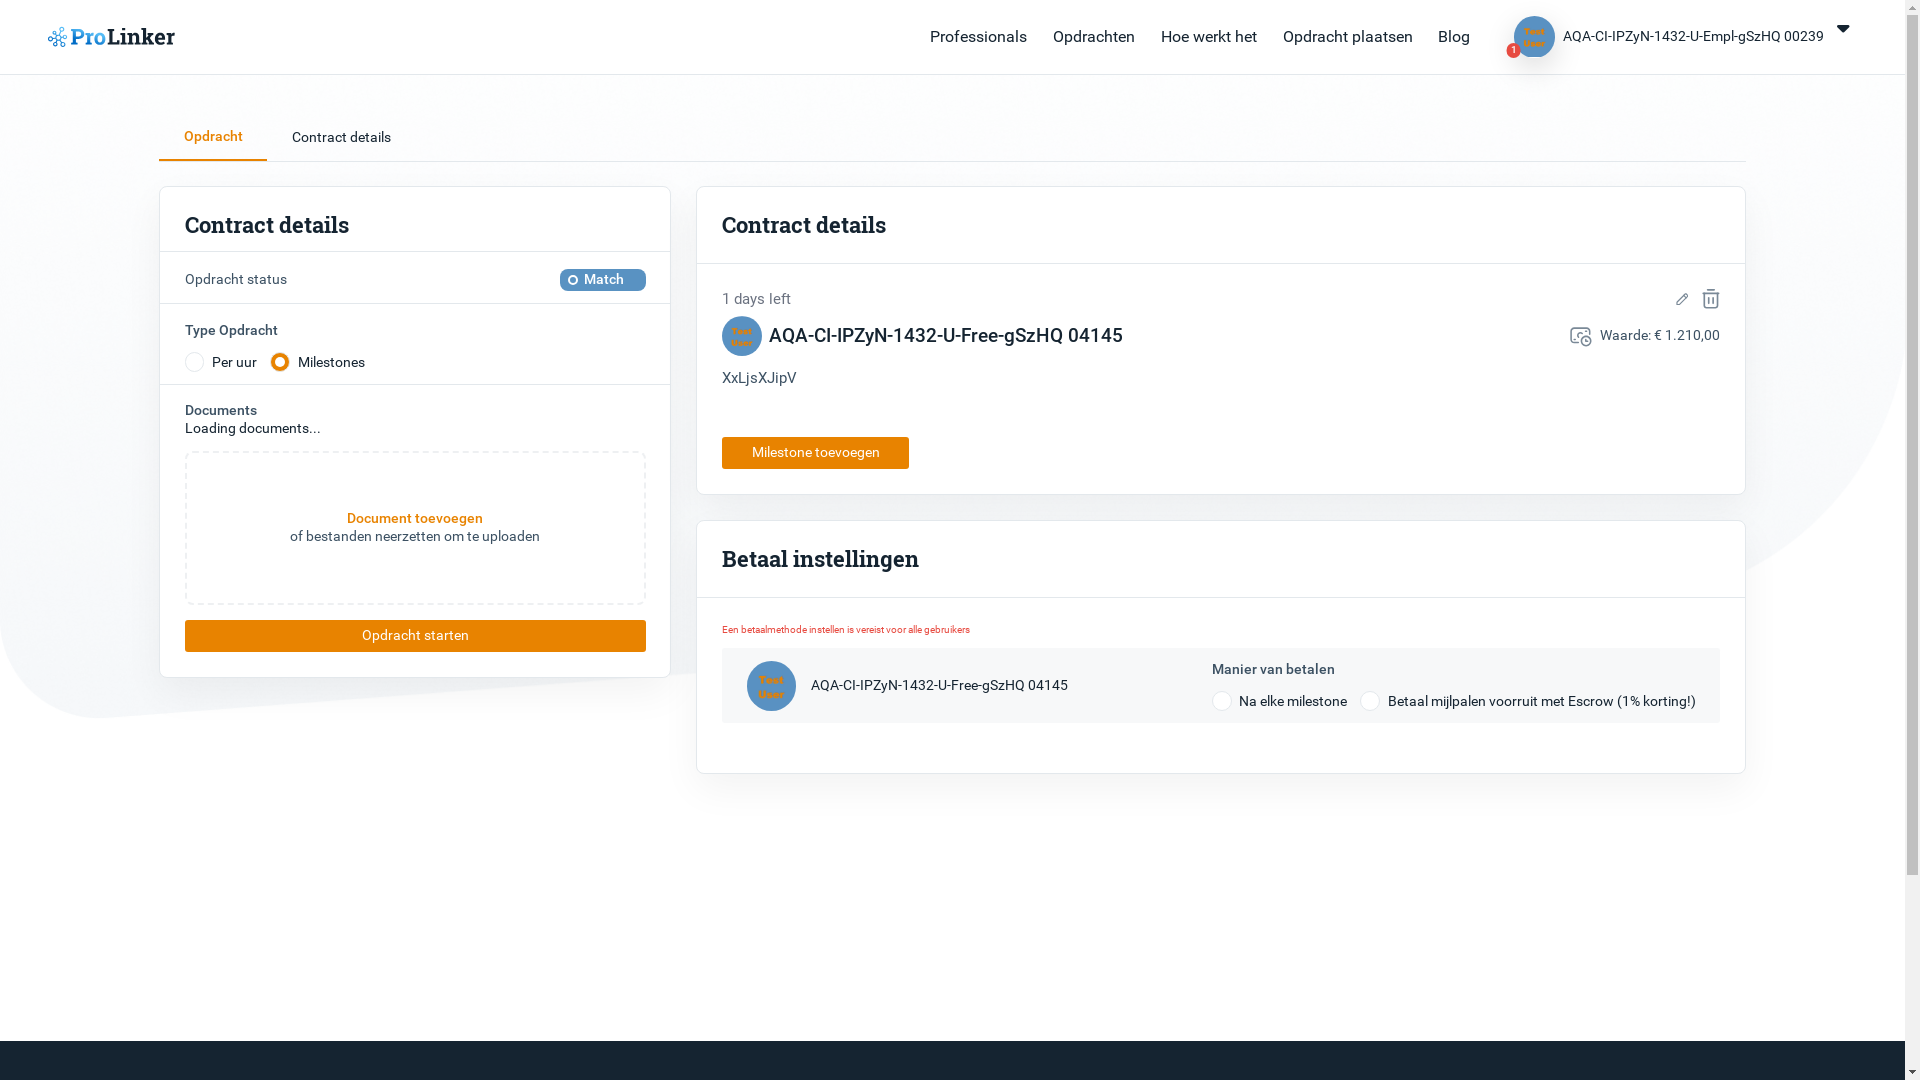 ProLinker
Professionals
Opdrachten
Hoe werkt het
Opdracht plaatsen
Blog
Test
User
1
AQA-CI-IPZyN-1432-U-Empl-gSzHQ 00239
Opdracht
Contract details
Contract details
Opdracht status
Match
Type Opdracht
Per uur
Milestones
Documents
Loading documents...
Document toevoegen
of bestanden neerzetten om te uploaden
Opdracht starten
Contract details
1 days left
Test
User
AQA-CI-IPZyN-1432-U-Free-gSzHQ 04145
Waarde: € 1.210,00
XxLjsXJipV
Milestone toevoegen
Betaal instellingen
Een betaalmethode instellen is vereist voor alle gebruikers
Test
User
AQA-CI-IPZyN-1432-U-Free-gSzHQ 04145
Manier van betalen
Na elke milestone
Betaal mijlpalen voorruit met Escrow (1% korting!)